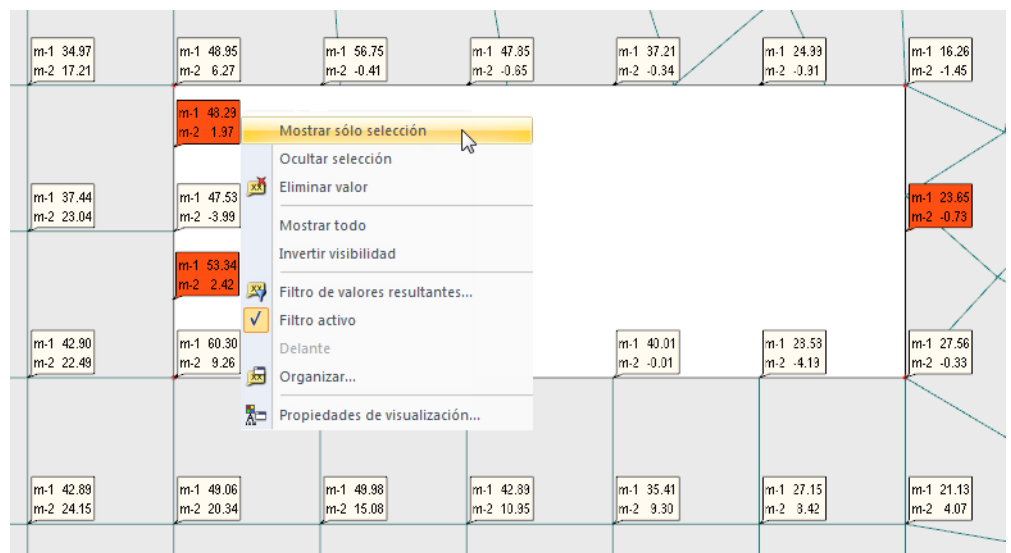 m-1 34.97
m-2 17.21
m-1 48.95
m-2 6.27
m-1 56.75
m-2 -0.41
m-1 47.85
m-2 -0.65
m-1 37.21
m-2 -0.34
m-1 24.99
m-2 -0.91
m-1 16.26
m-2 -1.45
m-1 48.29
m-2 1.97
Mostrar sólo selección
Ocultar selección
Eliminar valor
Mostrar todo
Invertir visibilidad
Filtro de valores resultantes...
Filtro activo
Delante
Organizar...
Propiedades de visualización...
m-1 37.44
m-2 23.04
m-1 47.53
m-2 -3.99
m-1 23.65
m-2 -0.73
m-1 53.34
m-2 2.42
m-1 42.90
m-2 22.49
m-1 60.30
m-2 9.26
m-1 40.01
m-2 -0.01
m-1 28.53
m-2 -4.19
m-1 27.56
m-2 -0.33
m-1 42.89
m-2 24.15
m-1 49.06
m-2 20.34
m-1 49.98
m-2 15.08
m-1 42.89
m-2 10.95
m-1 35.41
m-2 9.30
m-1 27.15
m-2 8.42
m-1 21.13
m-2 4.07